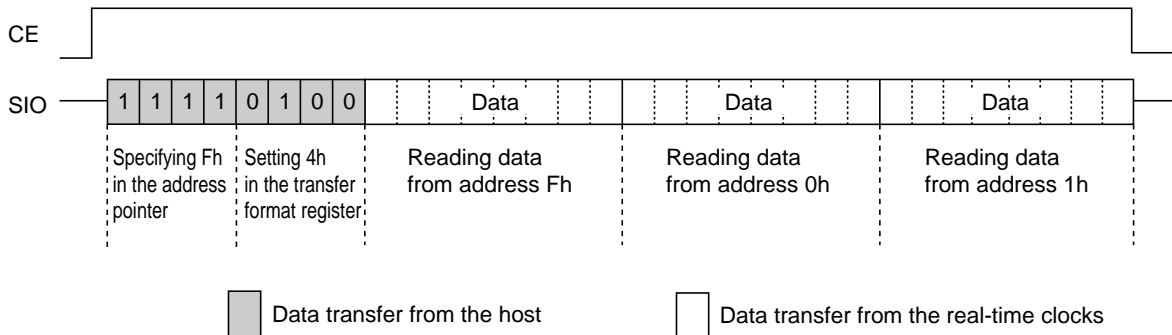 CE
SIO
1 1 1 1 0 1 0 0
Data
Data
Data
Specifying Fh
in the address
pointer
Setting 4h
in the transfer
format register
Reading data
from address Fh
Reading data
from address 0h
Reading data
from address 1h
Data transfer from the host
Data transfer from the real-time clocks